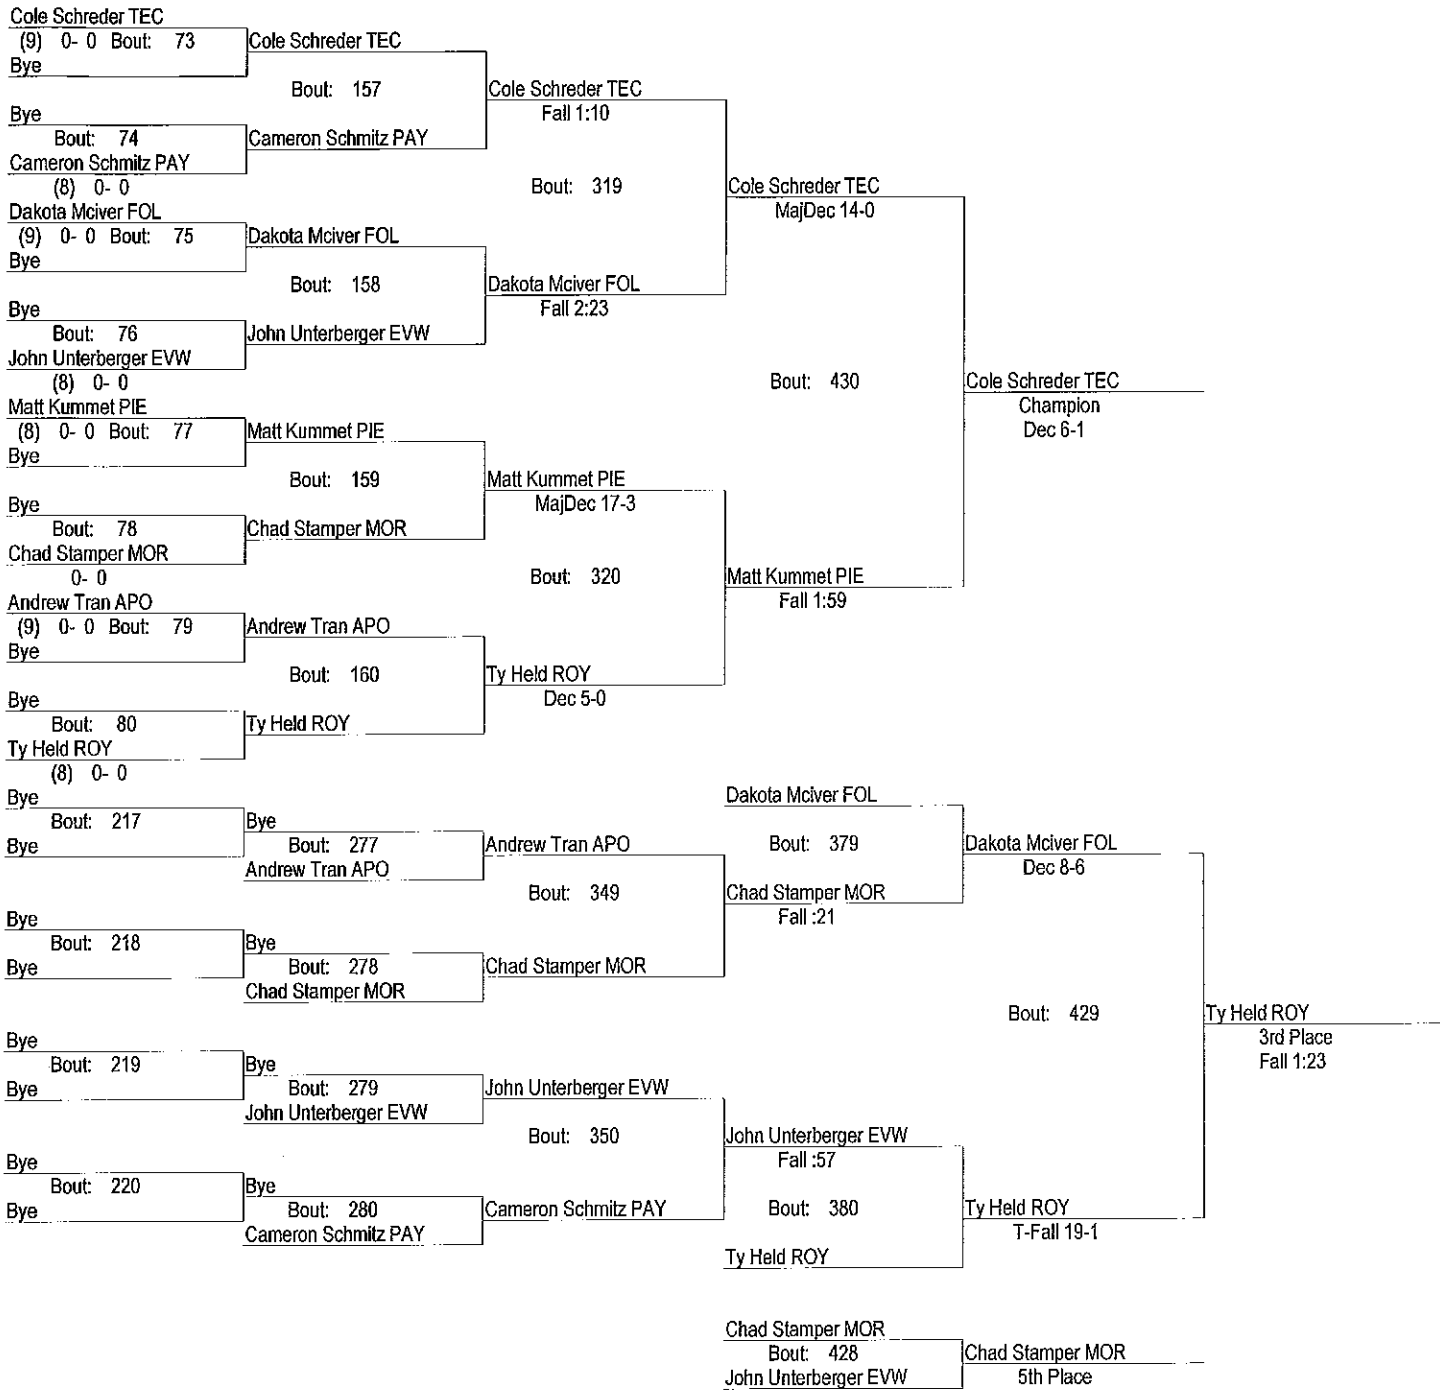 Cole Schreder TEC
(9) 0- 0 Bout: 73
Bye
Cole Schreder TEC
Bout: 157
Bye
Bout: 74
Cameron Schmitz PAY
(8) 0- 0
Cameron Schmitz PAY
Cole Schreder TEC
Fall 1:10
Bout: 319
Dakota Mciver FOL
(9) 0- 0 Bout: 75
Bye
Dakota Mciver FOL
Bout: 158
Bye
Bout: 76
John Unterberger EVW
(8) 0- 0
John Unterberger EVW
Dakota Mciver FOL
Fall 2:23
Cole Schreder TEC
MajDec 14-0
Bout: 430
Matt Kummet PIE
(8) 0- 0 Bout: 77
Bye
Matt Kummet PIE
Bout: 159
Bye
Bout: 78
Chad Stamper MOR
0- 0
Chad Stamper MOR
Matt Kummet PIE
MajDec 17-3
Bout: 320
Andrew Tran APO
(9) 0- 0 Bout: 79
Bye
Andrew Tran APO
Bout: 160
Bye
Bout: 80
Ty Held ROY
(8) 0- 0
Ty Held ROY
Ty Held ROY
Dec 5-0
Matt Kummet PIE
Fall 1:59
Cole Schreder TEC
Champion
Dec 6-1
Bye
Bout: 217
Bye
Bye
Bout: 277
Andrew Tran APO
Andrew Tran APO
Bout: 349
Bye
Bout: 218
Bye
Bye
Bout: 278
Chad Stamper MOR
Chad Stamper MOR
Dakota Mciver FOL
Bout: 379
Chad Stamper MOR
Fall :21
Dakota Mciver FOL
Dec 8-6
Bout: 429
Bye
Bout: 219
Bye
Bye
Bout: 279
John Unterberger EVW
John Unterberger EVW
Bout: 350
Bye
Bout: 220
Bye
Bye
Bout: 280
Cameron Schmitz PAY
Cameron Schmitz PAY
John Unterberger EVW
Fall :57
Bout: 380
Ty Held ROY
Ty Held ROY
T-Fall 19-1
Ty Held ROY
3rd Place
Fall 1:23
Chad Stamper MOR
Bout: 428
John Unterberger EVW
Chad Stamper MOR
5th Place